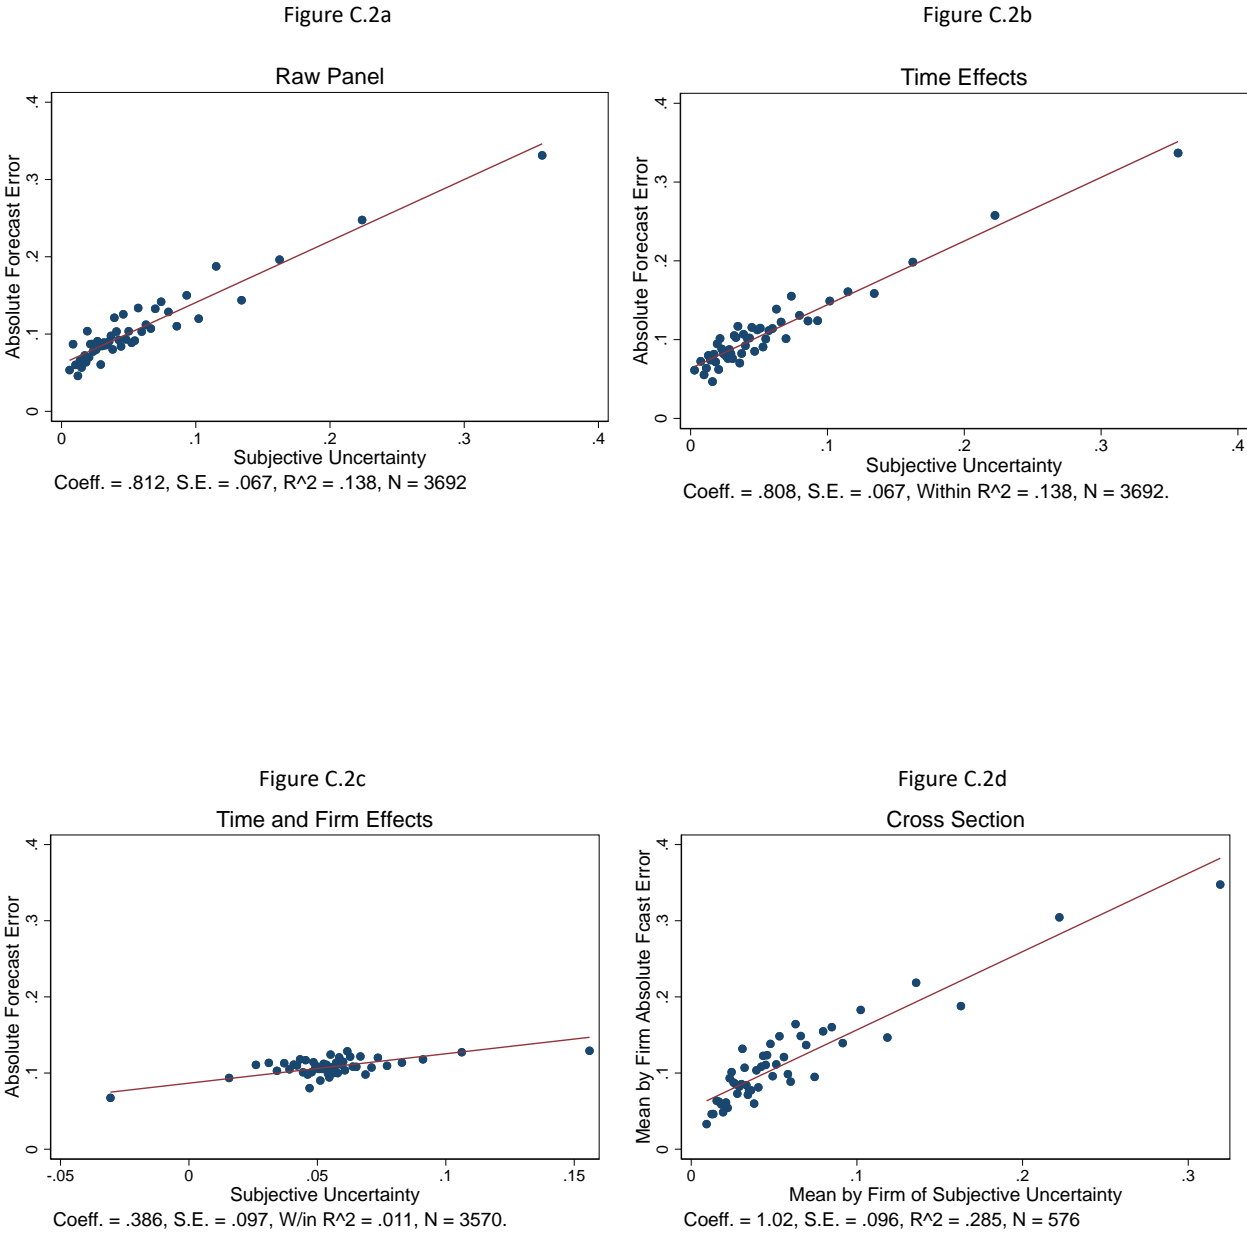 Figure C.2a
Raw Panel
Absolute Forecast Error
.4
.3
.2
.1
0
0 .1 .2 .3 .4
Subjective Uncertainty
Coeff. = .812, S.E. = .067, R^2 = .138, N = 3692
Figure C.2b
Time Effects
Absolute Forecast Error
.4
.3
.2
.1
0
0 .1 .2 .3 .4
Subjective Uncertainty
Coeff. = .808, S.E. = .067, Within R^2 = .138, N = 3692.
Figure C.2c
Time and Firm Effects
Absolute Forecast Error
.4
.3
.2
.1
0
-.05 0 .05 .1 .15
Subjective Uncertainty
Coeff. = .386, S.E. = .097, W/in R^2 = .011, N = 3570.
Figure C.2d
Cross Section
Mean by Firm Absolute Fcast Error
.4
.3
.2
.1
0
0 .1 .2 .3
Mean by Firm of Subjective Uncertainty
Coeff. = 1.02, S.E. = .096, R^2 = .285, N = 576